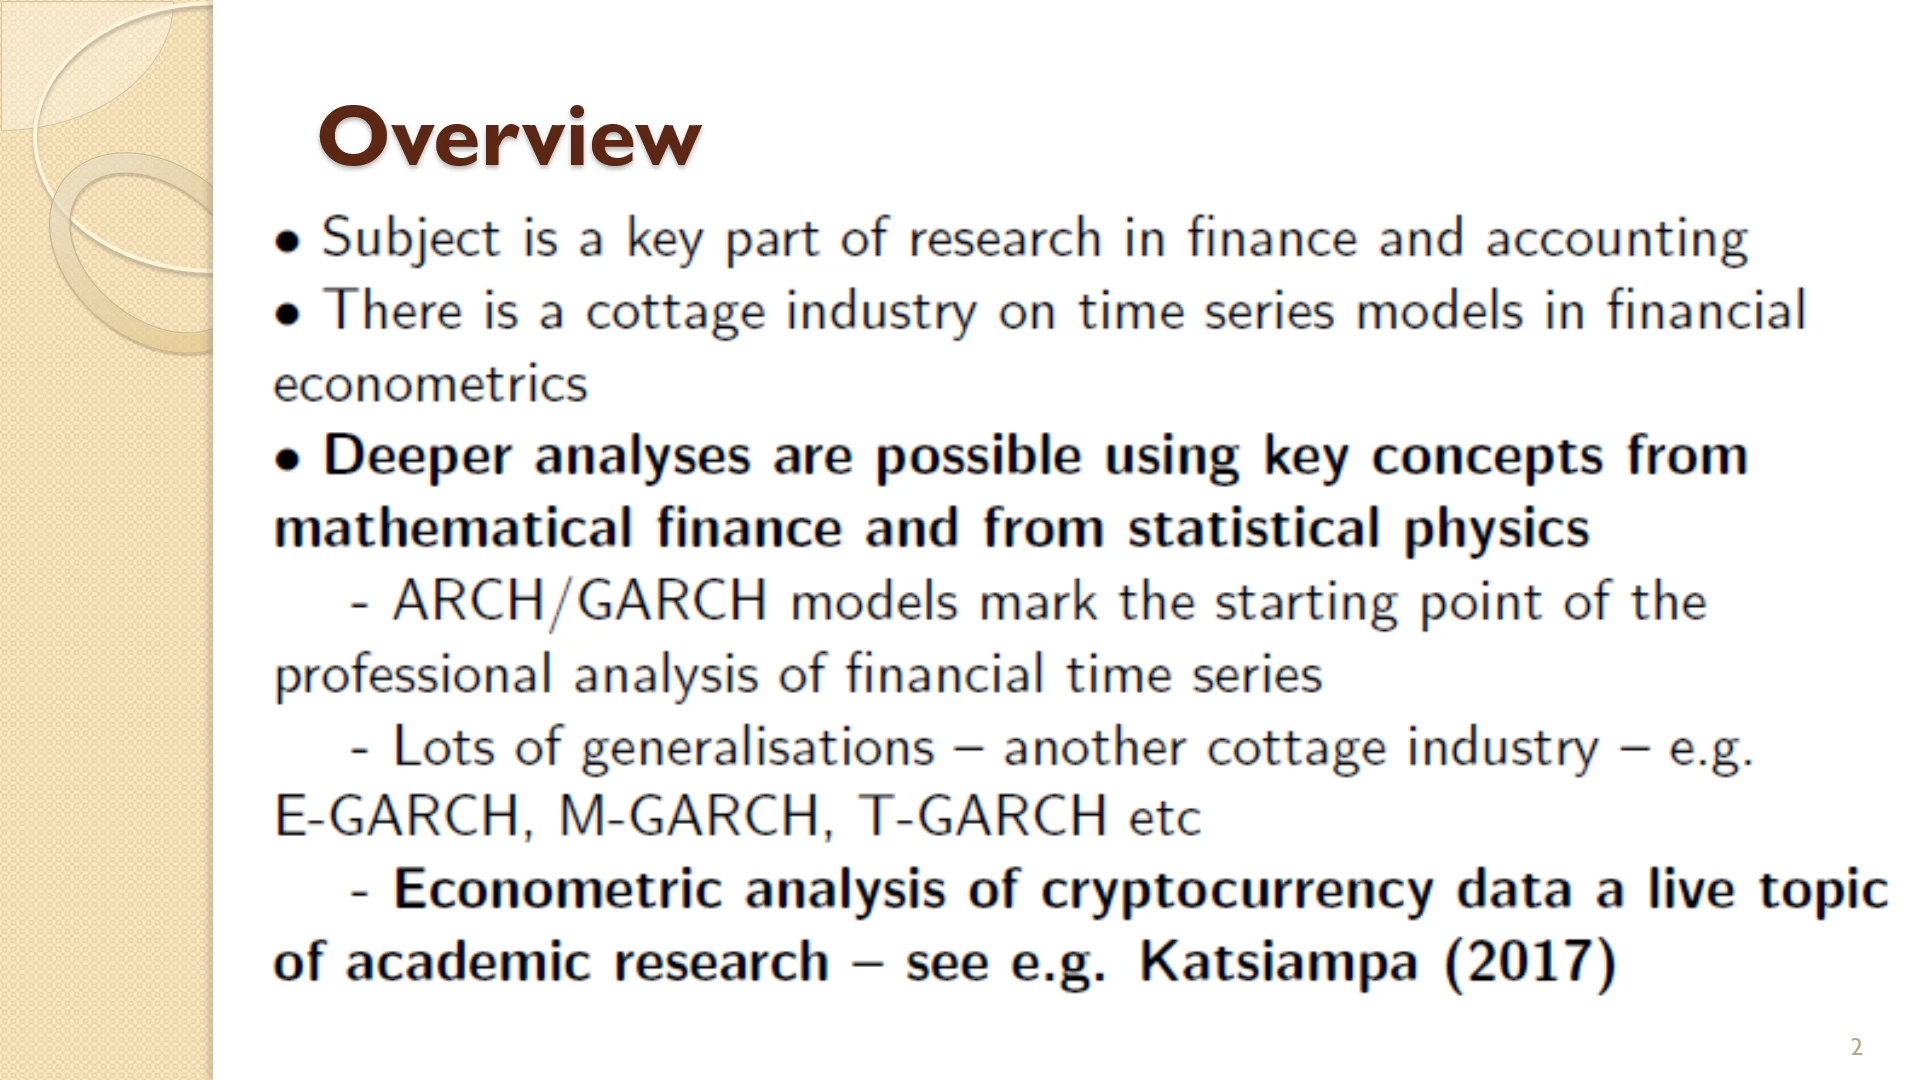 Overview
• Subject is a key part of research in finance and accounting
• There is a cottage industry on time series models in financial
econometrics
• Deeper analyses are possible using key concepts from
mathematical finance and from statistical physics
- ARCH/GARCH models mark the starting point of the
professional analysis of financial time series
- Lots of generalisations – another cottage industry – e.g.
E-GARCH, M-GARCH, T-GARCH etc
- Econometric analysis of cryptocurrency data a live topic
of academic research – see e.g. Katsiampa (2017)
2